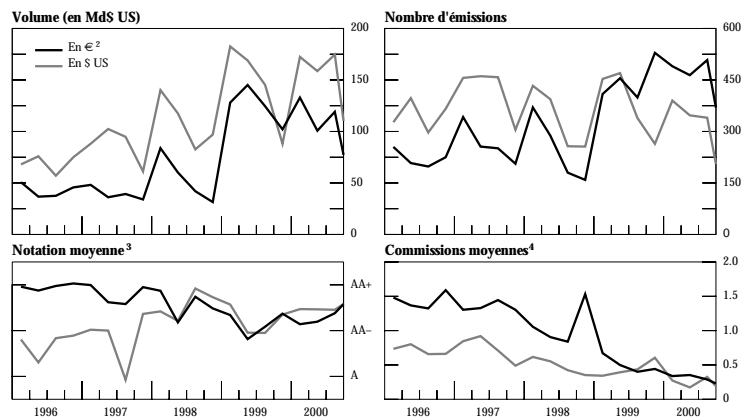 Volume (en Md$ US)
En € ²
En $ US
200
150
100
50
0
Nombre d'émissions
600
450
300
150
0
Notation moyenne ³
AA+
AA–
A
1996 1997 1998 1999 2000
Commissions moyennes⁴
2.0
1.5
1.0
0.5
0
1996 1997 1998 1999 2000